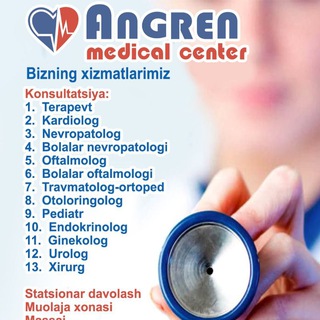 ANGREN
medical center
Bizning xizmatlarimiz
Konsultatsiya:
1. Terapevt
2. Kardiolog
3. Nevropatolog
4. Bolalar nevropatologi
5. Oftalmolog
6. Bolalar oftalmologi
7. Travmatolog-ortoped
8. Otoloringolog
9. Pediatr
10. Endokrinolog
11. Ginekolog
12. Urolog
13. Xirurg
Statsionar davolash
Muolaja xonasi